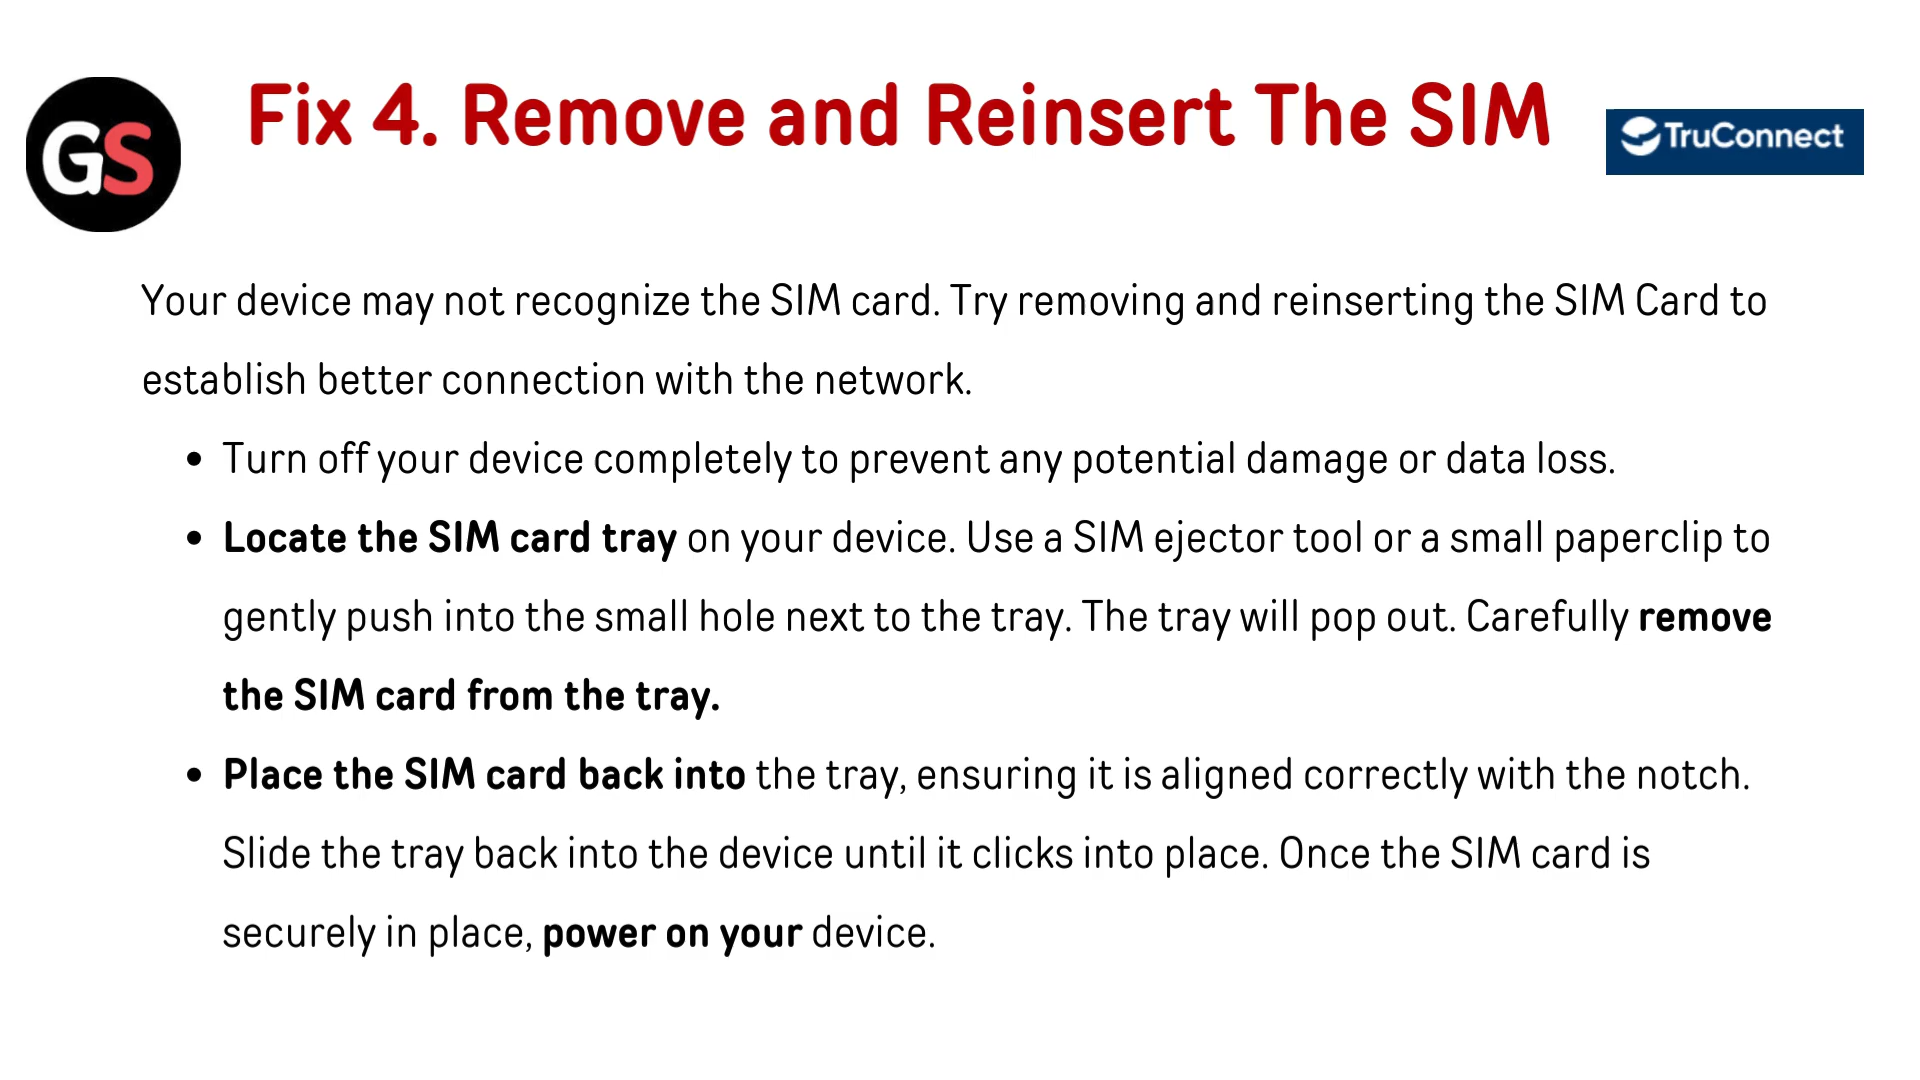 GS
Fix 4. Remove and Reinsert The SIM
TruConnect
Your device may not recognize the SIM card. Try removing and reinserting the SIM Card to
establish better connection with the network.
• Turn off your device completely to prevent any potential damage or data loss.
• Locate the SIM card tray on your device. Use a SIM ejector tool or a small paperclip to
gently push into the small hole next to the tray. The tray will pop out. Carefully remove
the SIM card from the tray.
• Place the SIM card back into the tray, ensuring it is aligned correctly with the notch.
Slide the tray back into the device until it clicks into place. Once the SIM card is
securely in place, power on your device.